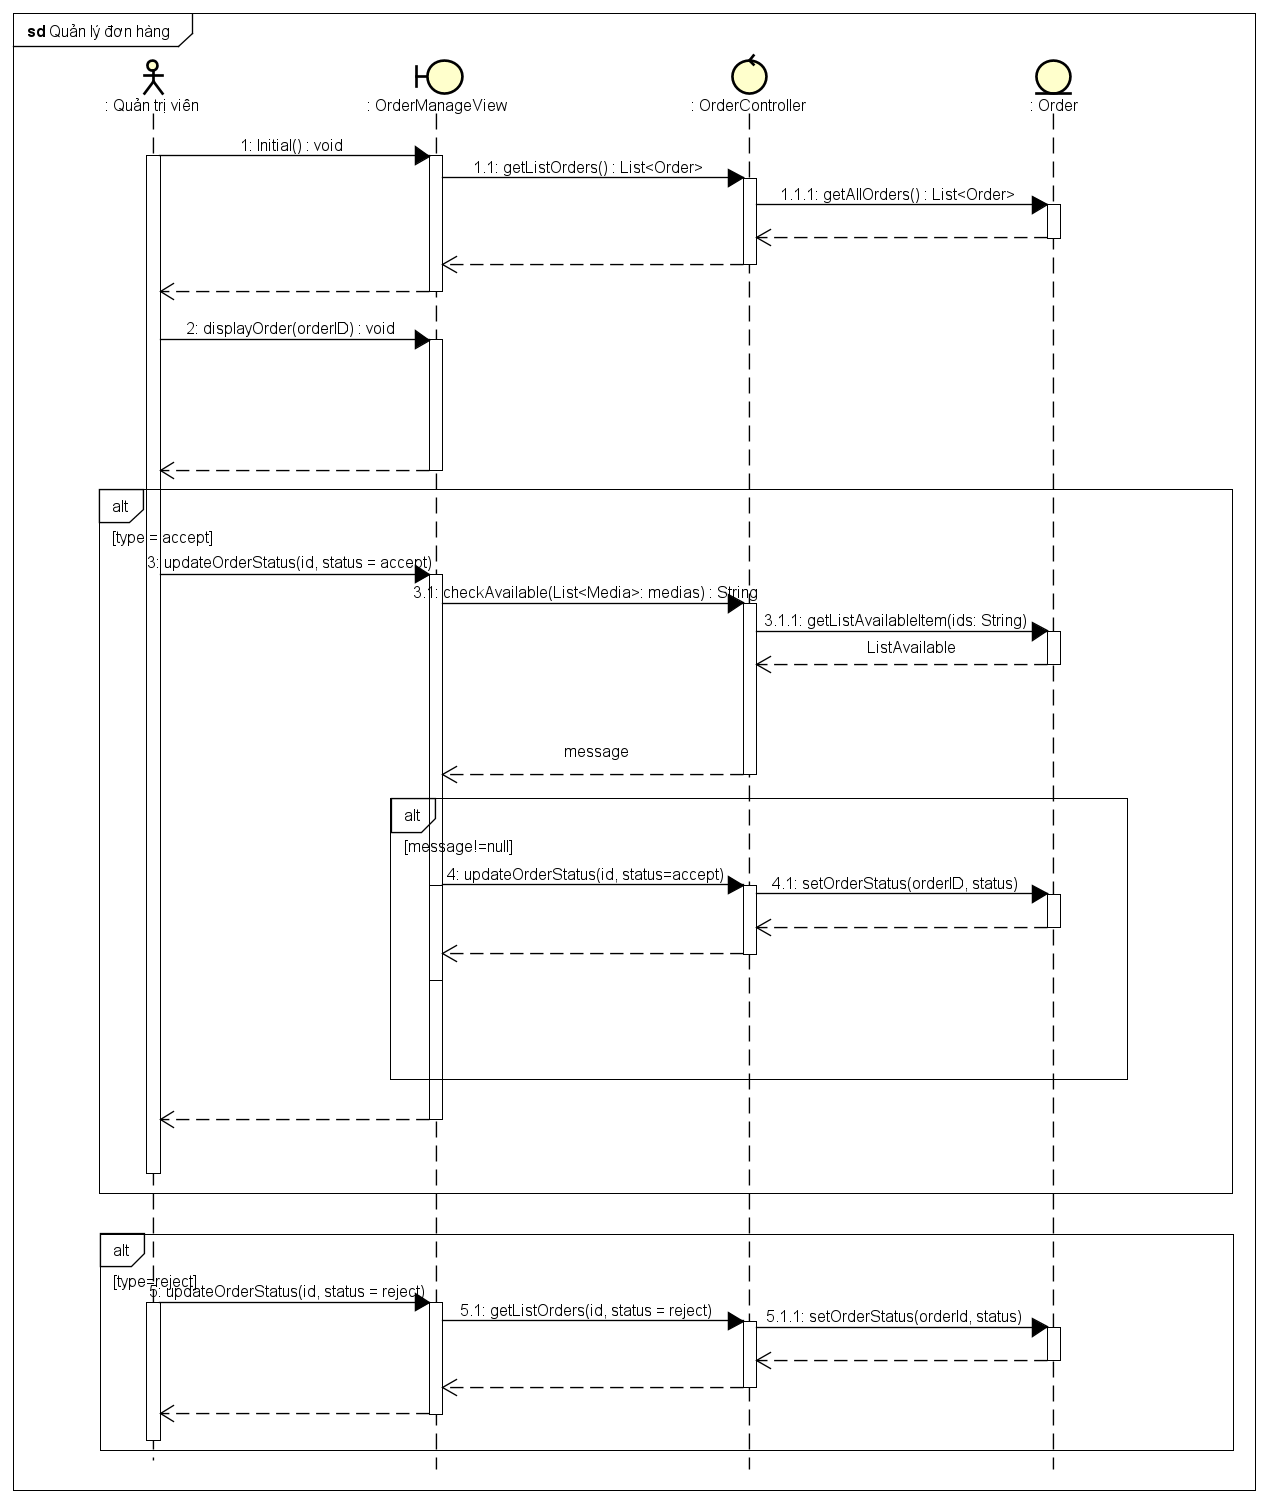 sd Quản lý đơn hàng
: Quản trị viên
: OrderManageView
: OrderController
: Order
1: Initial() : void
1.1: getListOrders() : List<Order>
1.1.1: getAllOrders() : List<Order>
2: displayOrder(orderID) : void
alt
[type = accept]
3: updateOrderStatus(id, status = accept)
3.1: checkAvailable(List<Media>: medias) : String
3.1.1: getListAvailableItem(ids: String)
ListAvailable
message
alt
[message!=null]
4: updateOrderStatus(id, status=accept)
4.1: setOrderStatus(orderID, status)
alt
[type=reject]
5: updateOrderStatus(id, status = reject)
5.1: getListOrders(id, status = reject)
5.1.1: setOrderStatus(orderId, status)